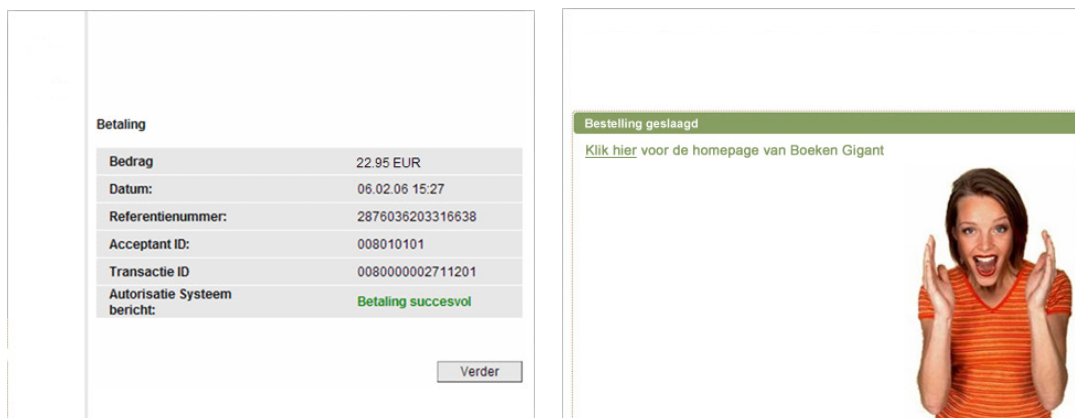 Betaling
Bedrag 22.95 EUR
Datum: 06.02.06 15:27
Referentienummer: 2876036203316638
Acceptant ID: 008010101
Transactie ID 0080000002711201
Autorisatie Systeem
bericht: Betaling succesvol
Verder
Bestelling geslaagd
Klik hier voor de homepage van Boeken Gigant